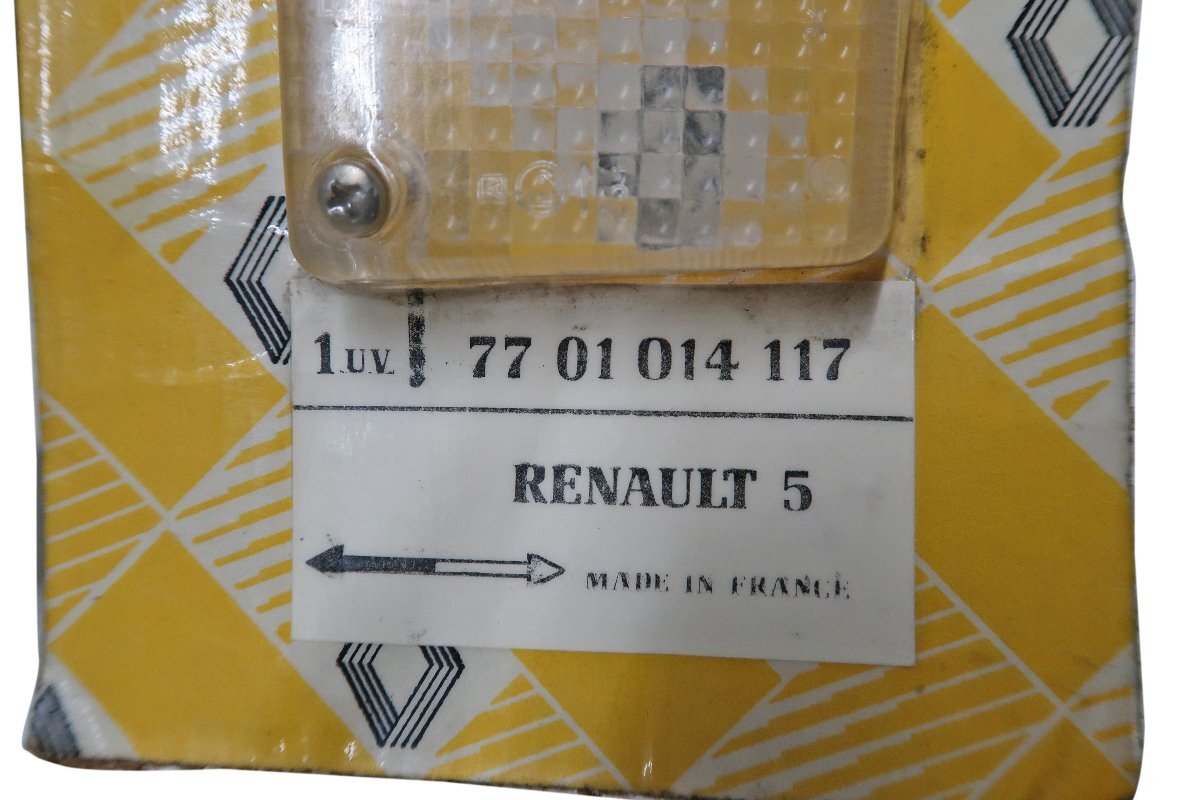 1 U.V. 77 01 014 117
RENAULT 5
MADE IN FRANCE